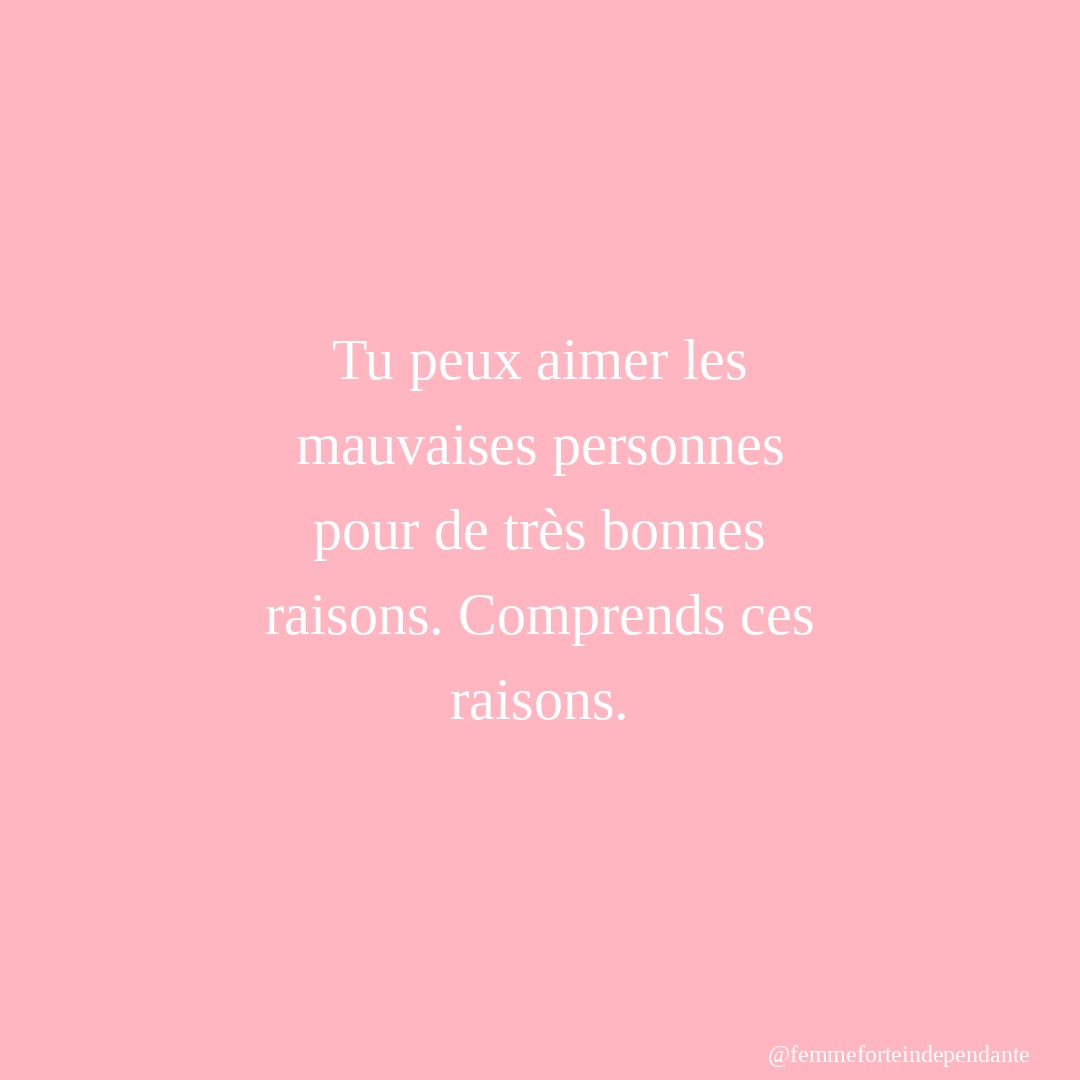 Tu peux aimer les
mauvaises personnes
pour de très bonnes
raisons. Comprends ces
raisons.
@femmeforteindependante